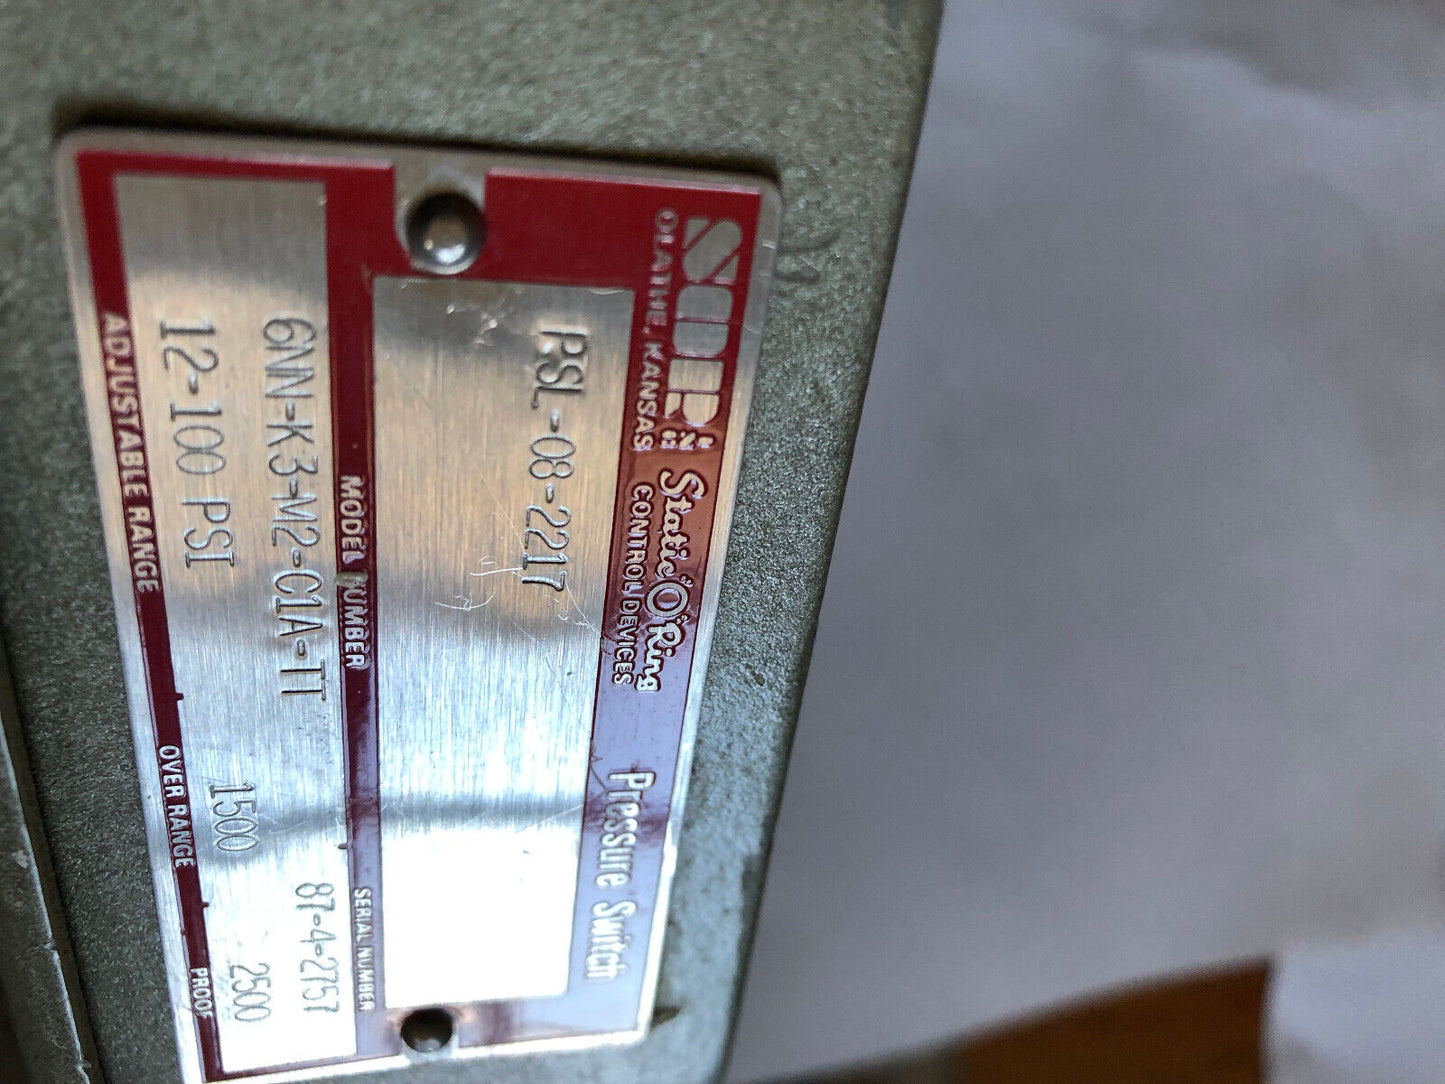 SOR INC. Static "O" Ring Pressure Switch
OLATHE, KANSAS CONTROL DEVICES
PSL-08-2217
MODEL NUMBER SERIAL NUMBER
6NN-K3-M2-C1A-TT 87-4-2757
12-100 PSI 1500 2500
ADJUSTABLE RANGE OVER RANGE PROOF